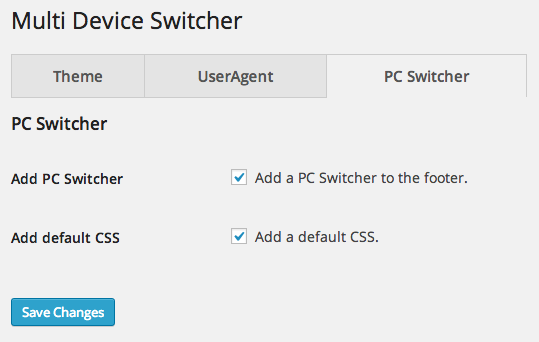 Multi Device Switcher
Theme UserAgent PC Switcher
PC Switcher
Add PC Switcher Add a PC Switcher to the footer.
Add default CSS Add a default CSS.
Save Changes